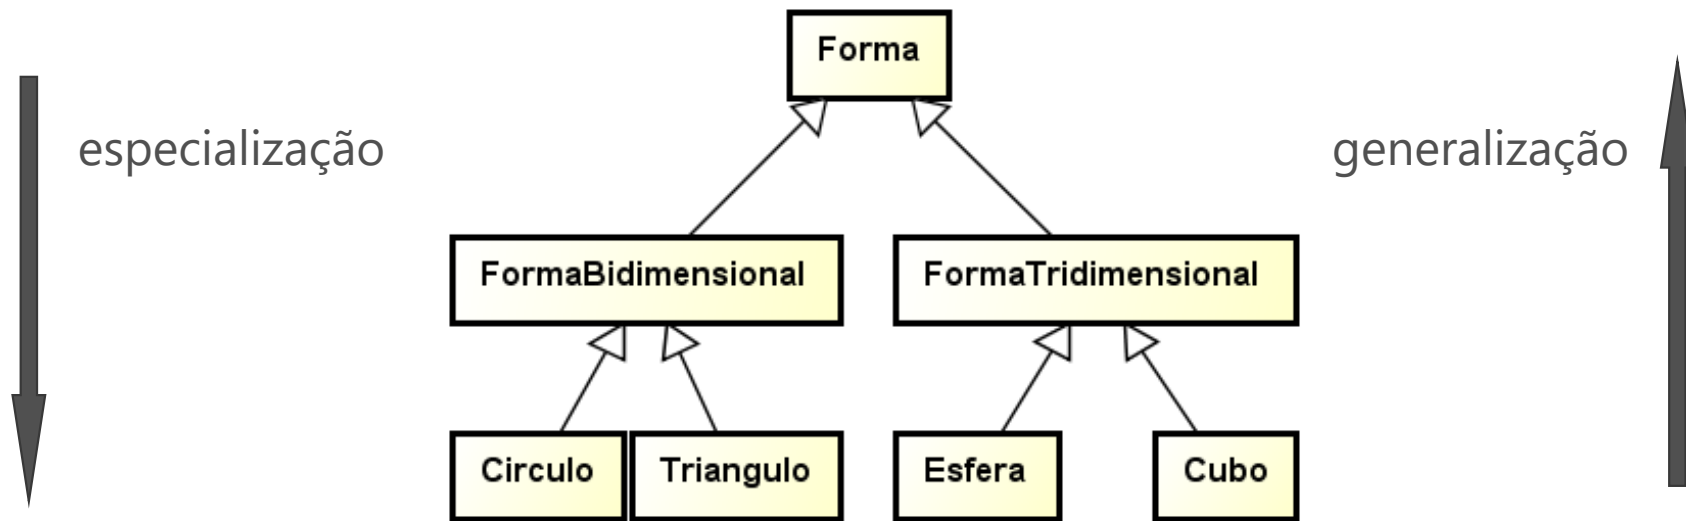 Forma
especialização
generalização
FormaBidimensional
FormaTridimensional
Circulo
Triangulo
Esfera
Cubo